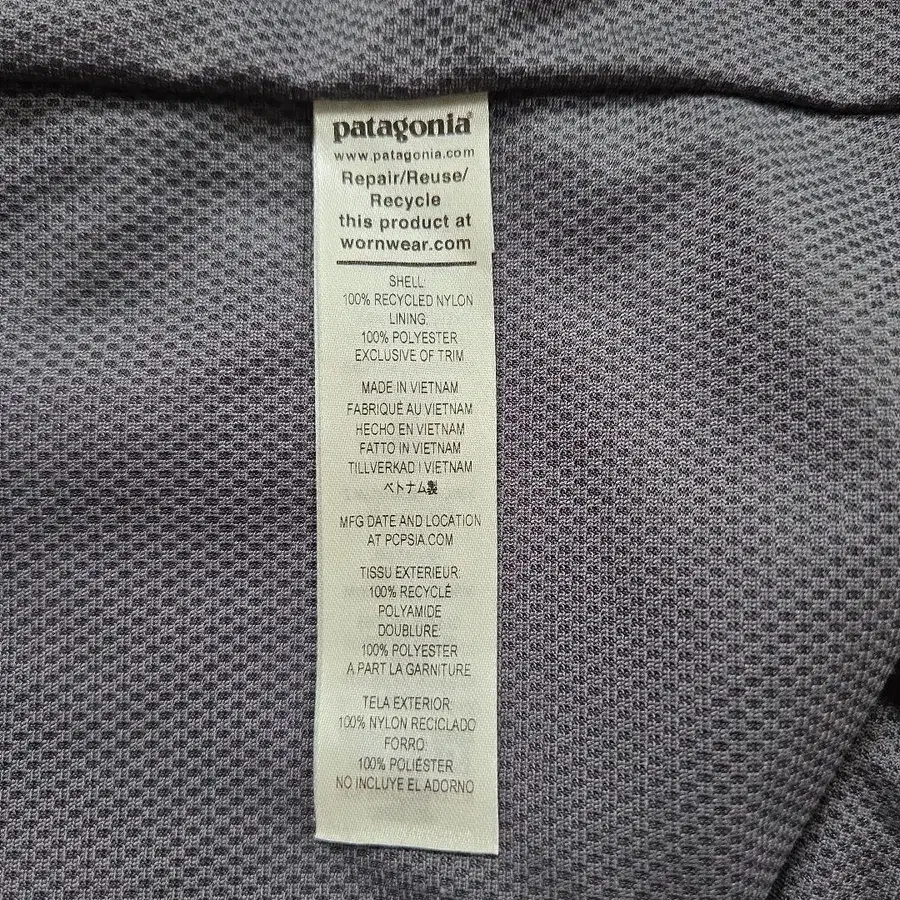 patagonia®
www.patagonia.com
Repair/Reuse/
Recycle
this product at
wornwear.com
SHELL:
100% RECYCLED NYLON
LINING:
100% POLYESTER
EXCLUSIVE OF TRIM
MADE IN VIETNAM
FABRIQUÉ AU VIETNAM
HECHO EN VIETNAM
FATTO IN VIETNAM
TILLVERKAD I VIETNAM
ベトナム製
MFG DATE AND LOCATION
AT PCPSIA.COM
TISSU EXTERIEUR:
100% RECYCLÉ
POLYAMIDE
DOUBLURE:
100% POLYESTER
A PART LA GARNITURE
TELA EXTERIOR:
100% NYLON RECICLADO
FORRO:
100% POLIÉSTER
NO INCLUYE EL ADORNO